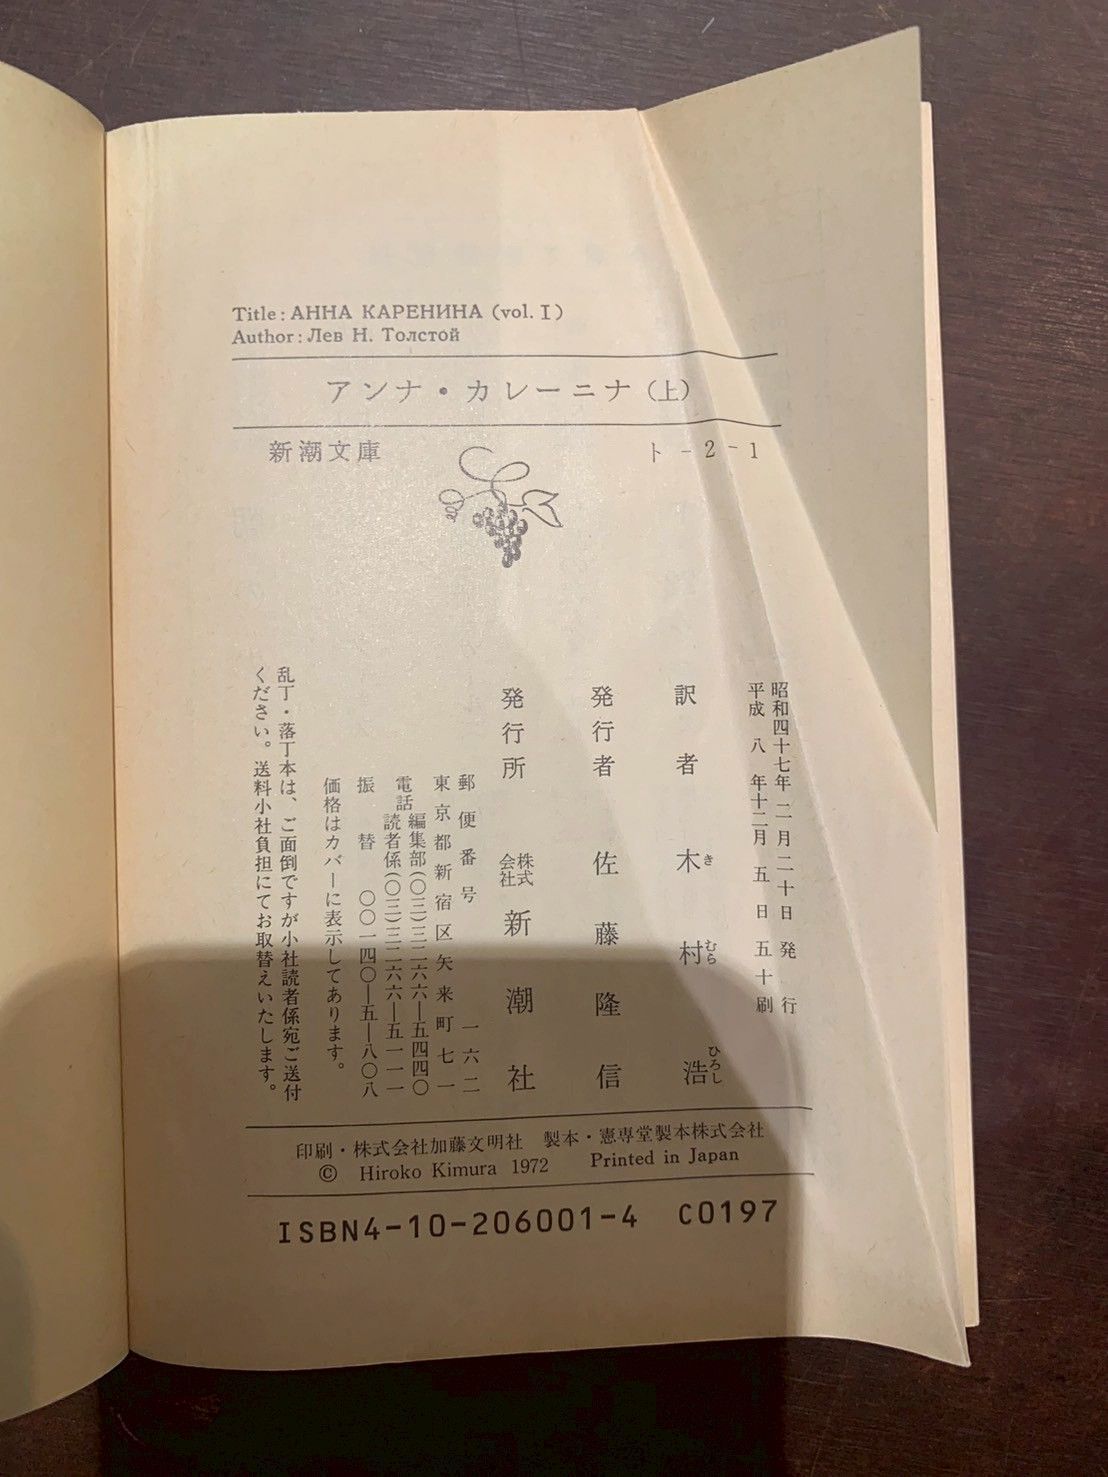 Title: АННА КАРЕНИНА (vol. I)
Author: Лев Н. Толстой
アンナ・カレーニナ(上)
新潮文庫
ト-2-1
昭和四十七年二月二十日発行
平成八年十二月五日五十刷
訳者 木村浩
きむらひろし
発行者 佐藤隆信
発行所 株式会社新潮社
郵便番号 一六二
東京都新宿区矢来町七一
電話 編集部(〇三)三二六六―五四四〇
読者係(〇三)三二六六―五一一一
振替 〇〇一四〇―五―八〇八
価格はカバーに表示してあります。
乱丁・落丁本は、ご面倒ですが小社読者係宛ご送付
ください。送料小社負担にてお取替えいたします。
印刷・株式会社加藤文明社 製本・憲専堂製本株式会社
© Hiroko Kimura 1972 Printed in Japan
ISBN4-10-206001-4 C0197